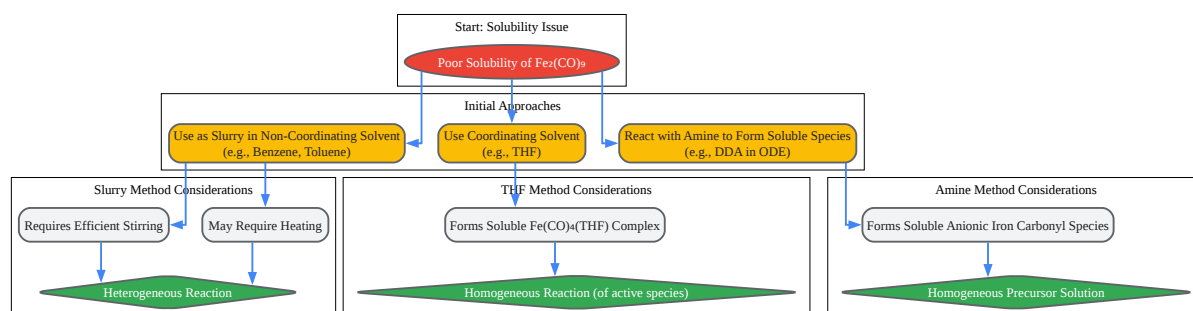 Start: Solubility Issue
Poor Solubility of Fe₂(CO)₉
Initial Approaches
Use as Slurry in Non-Coordinating Solvent
(e.g., Benzene, Toluene)
Use Coordinating Solvent
(e.g., THF)
React with Amine to Form Soluble Species
(e.g., DDA in ODE)
Slurry Method Considerations
Requires Efficient Stirring
May Require Heating
Heterogeneous Reaction
THF Method Considerations
Forms Soluble Fe(CO)₄(THF) Complex
Homogeneous Reaction (of active species)
Amine Method Considerations
Forms Soluble Anionic Iron Carbonyl Species
Homogeneous Precursor Solution